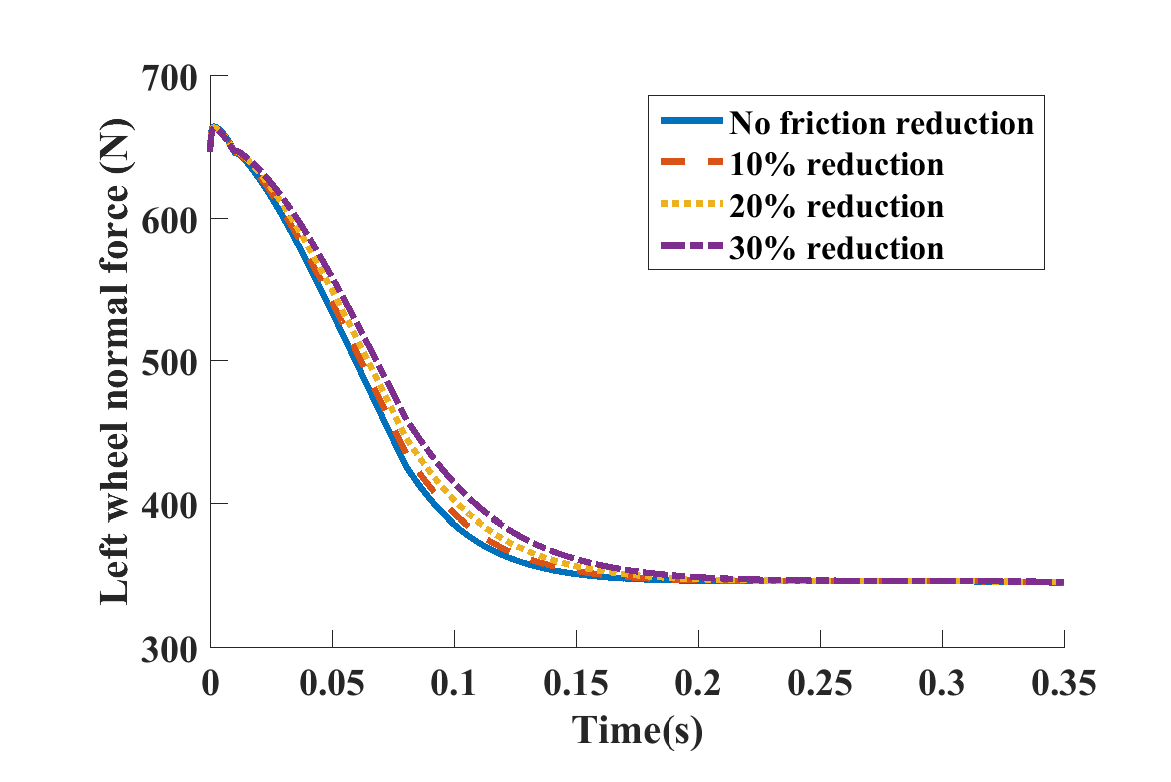 700
600
500
400
300
Left wheel normal force (N)
No friction reduction
10% reduction
20% reduction
30% reduction
0 0.05 0.1 0.15 0.2 0.25 0.3 0.35
Time(s)